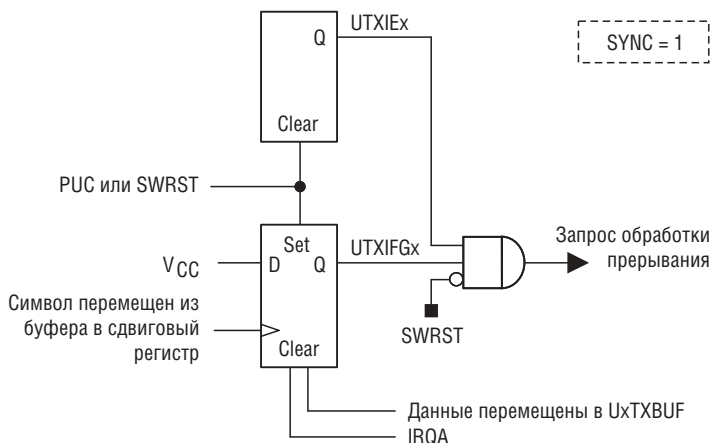 Q
UTXIEx
SYNC = 1
Clear
PUC или SWRST
Set
UTXIFGx
VCC
D
Q
Запрос обработки
прерывания
Символ перемещен из
буфера в сдвиговый
регистр
SWRST
Clear
Данные перемещены в UxTXBUF
IRQA